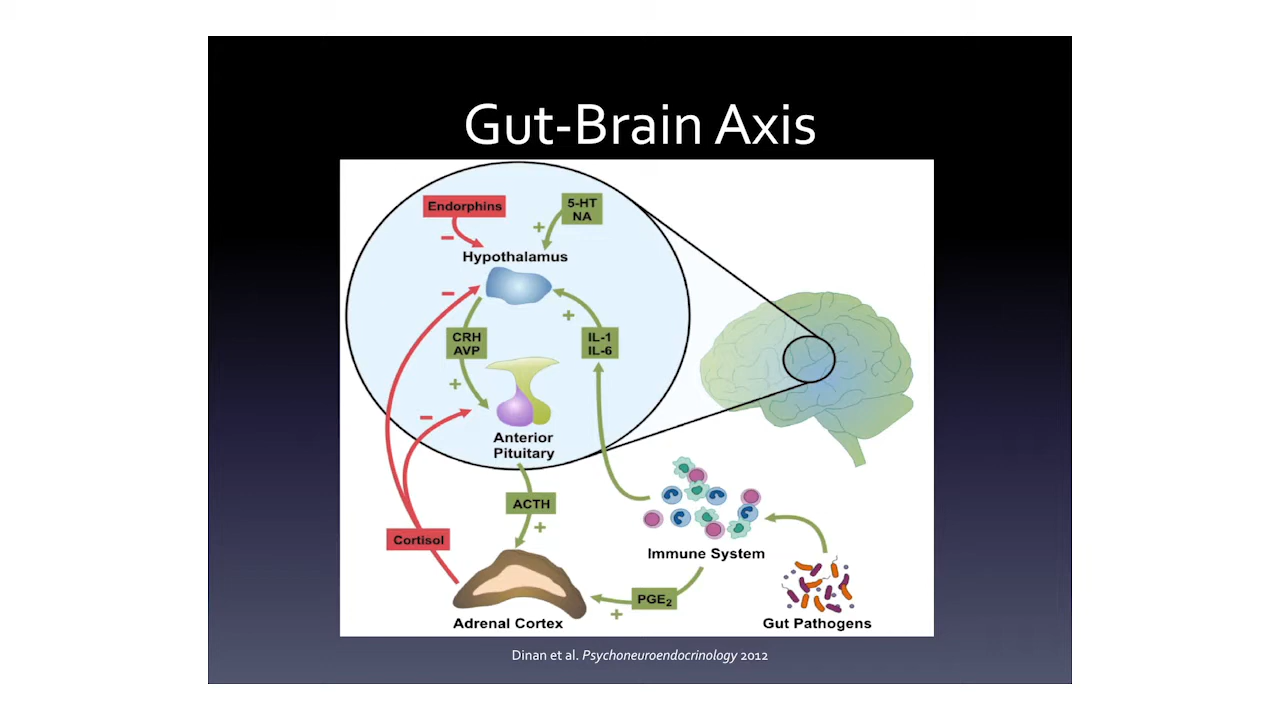 Gut-Brain Axis
Endorphins
5-HT
NA
+
−
Hypothalamus
−
+
CRH
AVP
IL-1
IL-6
+
−
Anterior
Pituitary
ACTH
+
Cortisol
Immune System
PGE₂
+
Adrenal Cortex
Gut Pathogens
Dinan et al. Psychoneuroendocrinology 2012